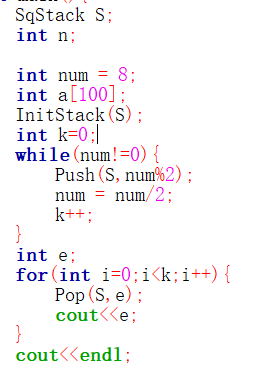 SqStack S;
int n;
int num = 8;
int a[100];
InitStack(S);
int k=0;
while(num!=0){
Push(S,num%2);
num = num/2;
k++;
}
int e;
for(int i=0;i<k;i++){
Pop(S,e);
cout<<e;
}
cout<<endl;